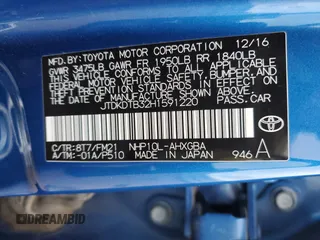 MFD. BY TOYOTA MOTOR CORPORATION 12/16
GVWR 3475LB GAWR FR 1950LB RR 1840LB
THIS VEHICLE CONFORMS TO ALL APPLICABLE
FEDERAL MOTOR VEHICLE SAFETY, BUMPER, AND
THEFT PREVENTION STANDARDS IN EFFECT ON
THE DATE OF MANUFACTURE SHOWN ABOVE.
JTDKDTB32H1591220 PASS. CAR
C/TR: 8T7/FM21 NHP10L-AHXGBA
A/TM: -01A/P510 MADE IN JAPAN 946 A
TOYOTA
DREAMBID